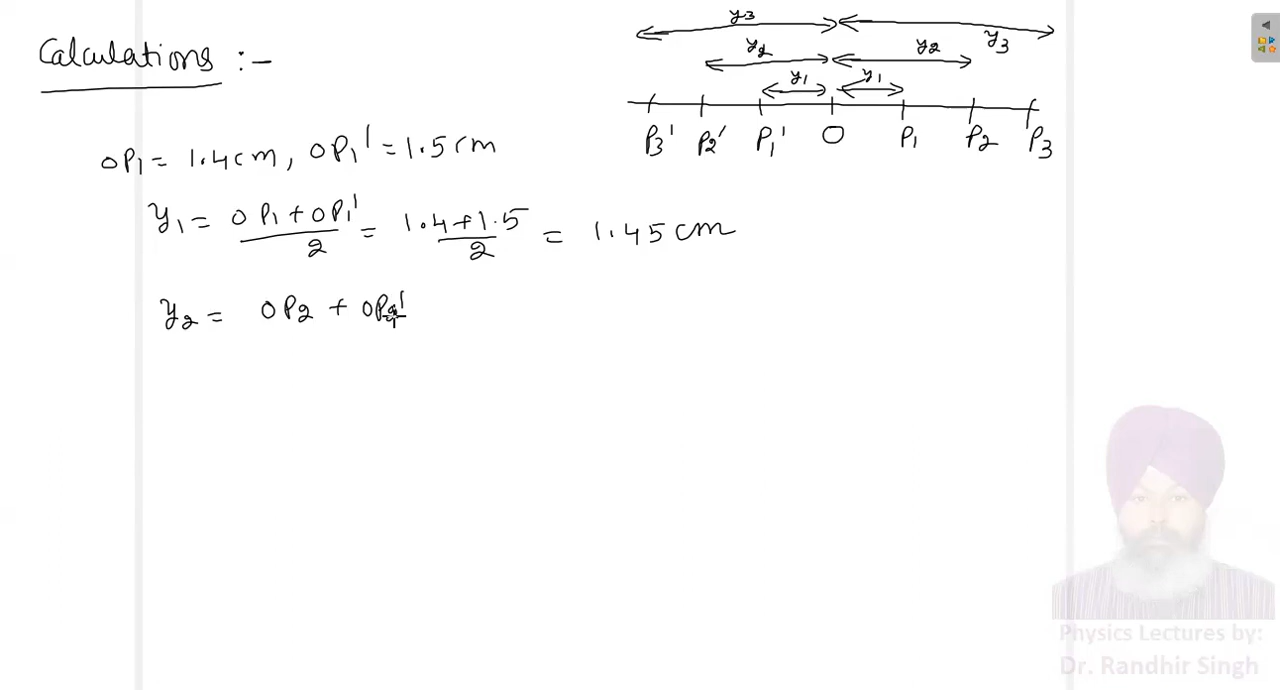 Calculations :-
y3 y3
y2 y2
y1 y1
P3' P2' P1' O P1 P2 P3
OP1 = 1.4cm, OP1' = 1.5cm
y1 = OP1 + OP1' / 2 = 1.4+1.5 / 2 = 1.45cm
y2 = OP2 + OP2'
Physics Lectures by:
Dr. Randhir Singh